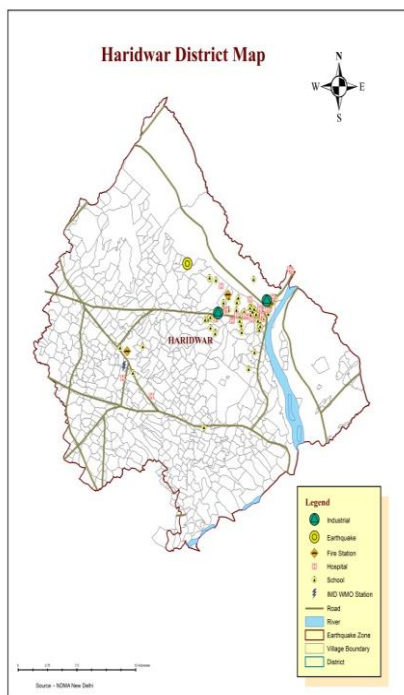 Haridwar District Map
N
W E
S
HARIDWAR
Legend
Industrial
Earthquake
Fire Station
Hospital
School
IMD WMO Station
Road
River
Earthquake Zone
Village Boundary
District
Source – NDMA New Delhi